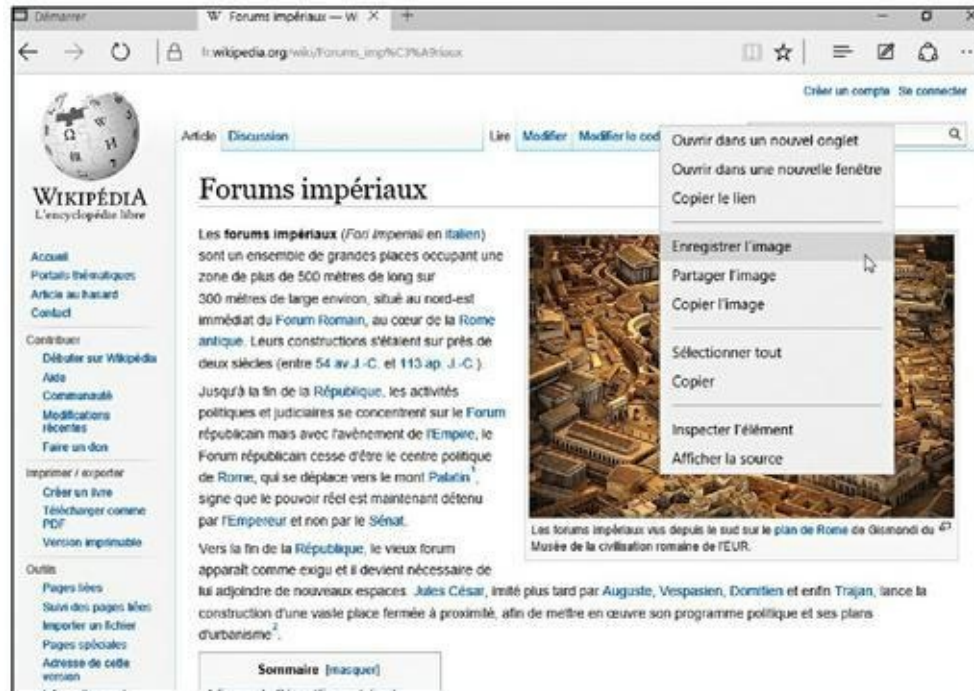 Démarrer
W Forums impériaux — W
fr.wikipedia.org/wiki/Forums_imp%C3%A9riaux
Créer un compte Se connecter
Article Discussion
Lire Modifier Modifier le cod
WIKIPÉDIA
L'encyclopédie libre
Accueil
Portails thématiques
Article au hasard
Contact
Contribuer
Débuter sur Wikipédia
Aide
Communauté
Modifications
récentes
Faire un don
Imprimer / exporter
Créer un livre
Télécharger comme
PDF
Version imprimable
Outils
Pages liées
Suivi des pages liées
Importer un fichier
Pages spéciales
Adresse de cette
version
Forums impériaux
Les forums impériaux (Fori Imperiali en italien)
sont un ensemble de grandes places occupant une
zone de plus de 500 mètres de long sur
300 mètres de large environ, situé au nord-est
immédiat du Forum Romain, au cœur de la Rome
antique. Leurs constructions s'étalent sur près de
deux siècles (entre 54 av J.-C. et 113 ap. J.-C.).
Jusqu'à la fin de la République, les activités
politiques et judiciaires se concentrent sur le Forum
républicain mais avec l'avènement de l'Empire, le
Forum républicain cesse d'être le centre politique
de Rome, qui se déplace vers le mont Palatin1,
signe que le pouvoir réel est maintenant détenu
par l'Empereur et non par le Sénat.
Vers la fin de la République, le vieux forum
apparaît comme exigu et il devient nécessaire de
lui adjoindre de nouveaux espaces. Jules César, imité plus tard par Auguste, Vespasien, Domitien et enfin Trajan, lance la
construction d'une vaste place fermée à proximité, afin de mettre en œuvre son programme politique et ses plans
d'urbanisme2.
Sommaire [masquer]
Ouvrir dans un nouvel onglet
Ouvrir dans une nouvelle fenêtre
Copier le lien
Enregistrer l'image
Partager l'image
Copier l'image
Sélectionner tout
Copier
Inspecter l'élément
Afficher la source
Les forums impériaux vus depuis le sud sur le plan de Rome de Gismondi du
Musée de la civilisation romaine de l'EUR.